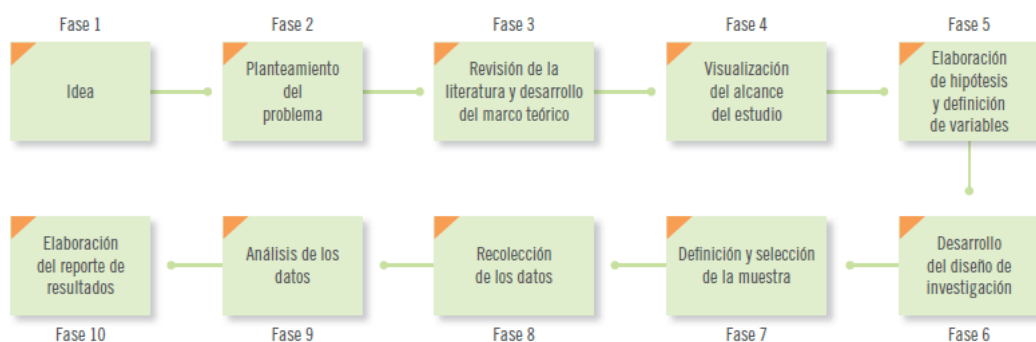 Fase 1
Fase 2
Fase 3
Fase 4
Fase 5
Idea
Planteamiento
del
problema
Revisión de la
literatura y desarrollo
del marco teórico
Visualización
del alcance
del estudio
Elaboración
de hipótesis
y definición
de variables
Elaboración
del reporte de
resultados
Análisis de los
datos
Recolección
de los datos
Definición y selección
de la muestra
Desarrollo
del diseño de
investigación
Fase 10
Fase 9
Fase 8
Fase 7
Fase 6